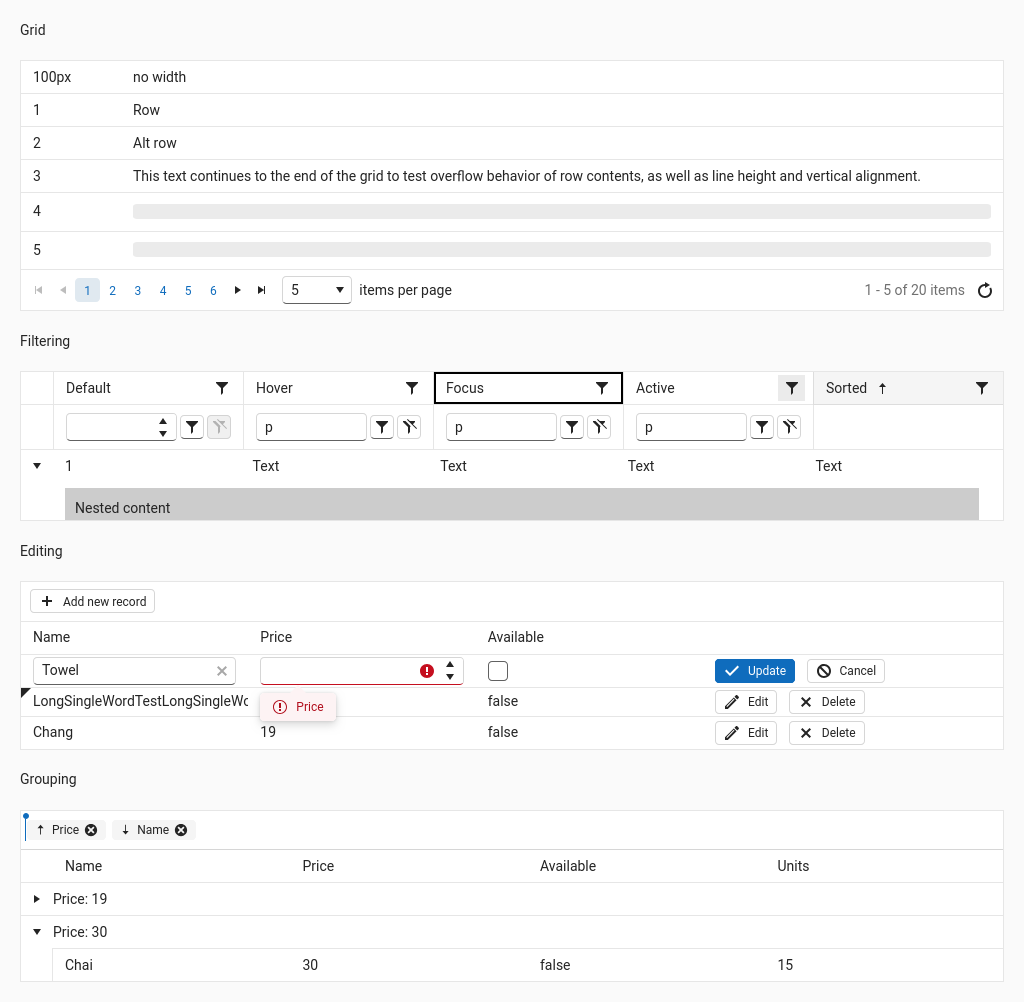 Grid
100px no width
1 Row
2 Alt row
3 This text continues to the end of the grid to test overflow behavior of row contents, as well as line height and vertical alignment.
4
5
1 2 3 4 5 6 5 items per page 1 - 5 of 20 items
Filtering
Default Hover Focus Active Sorted
p p p
1 Text Text Text Text
Nested content
Editing
Add new record
Name Price Available
Towel Update Cancel
LongSingleWordTestLongSingleWo false Edit Delete
Price
Chang 19 false Edit Delete
Grouping
Price Name
Name Price Available Units
Price: 19
Price: 30
Chai 30 false 15